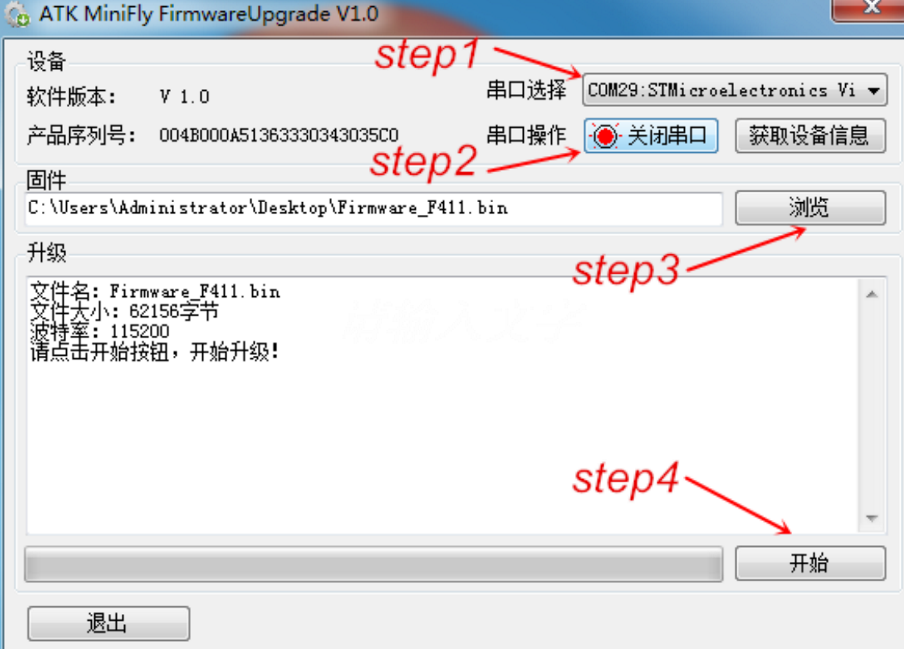 ATK MiniFly FirmwareUpgrade V1.0
设备
step1
软件版本： V 1.0
串口选择 COM29:STMicroelectronics Vi
产品序列号： 004B000A51363330343035C0
串口操作 关闭串口 获取设备信息
step2
固件
C:\Users\Administrator\Desktop\Firmware_F411.bin 浏览
升级
step3
文件名：Firmware_F411.bin
文件大小：62156字节
波特率：115200
请点击开始按钮，开始升级!
step4
开始
退出